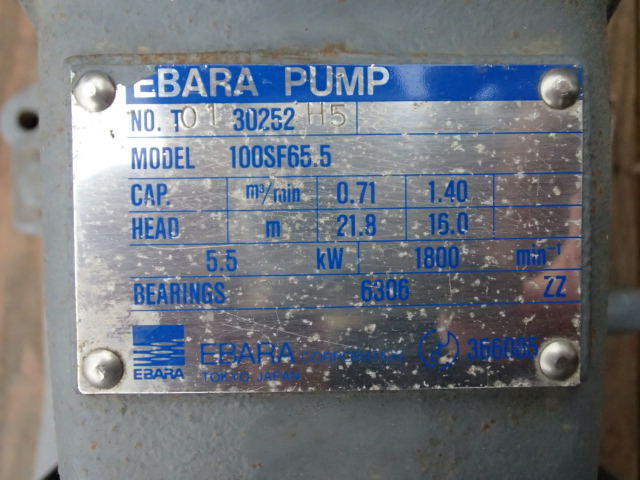 EBARA PUMP
NO. T01 30252 H5
MODEL 100SF65.5
CAP. m³/min 0.71 1.40
HEAD m 21.8 16.0
5.5 kW 1800 min⁻¹
BEARINGS 6306 ZZ
EBARA CORPORATION
EBARA TOKYO JAPAN